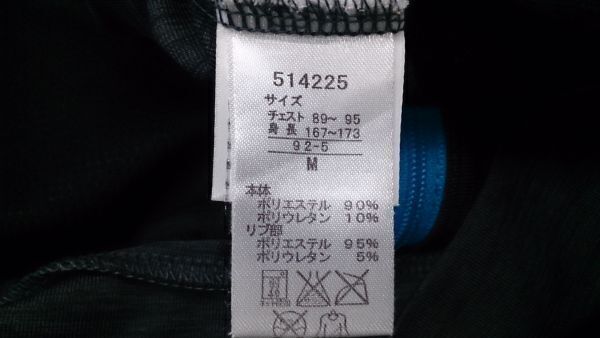 514225
サイズ
チェスト 89～ 95
身 長 167～173
92-5
M
本体
ポリエステル 90%
ポリウレタン 10%
リブ部
ポリエステル 95%
ポリウレタン 5%